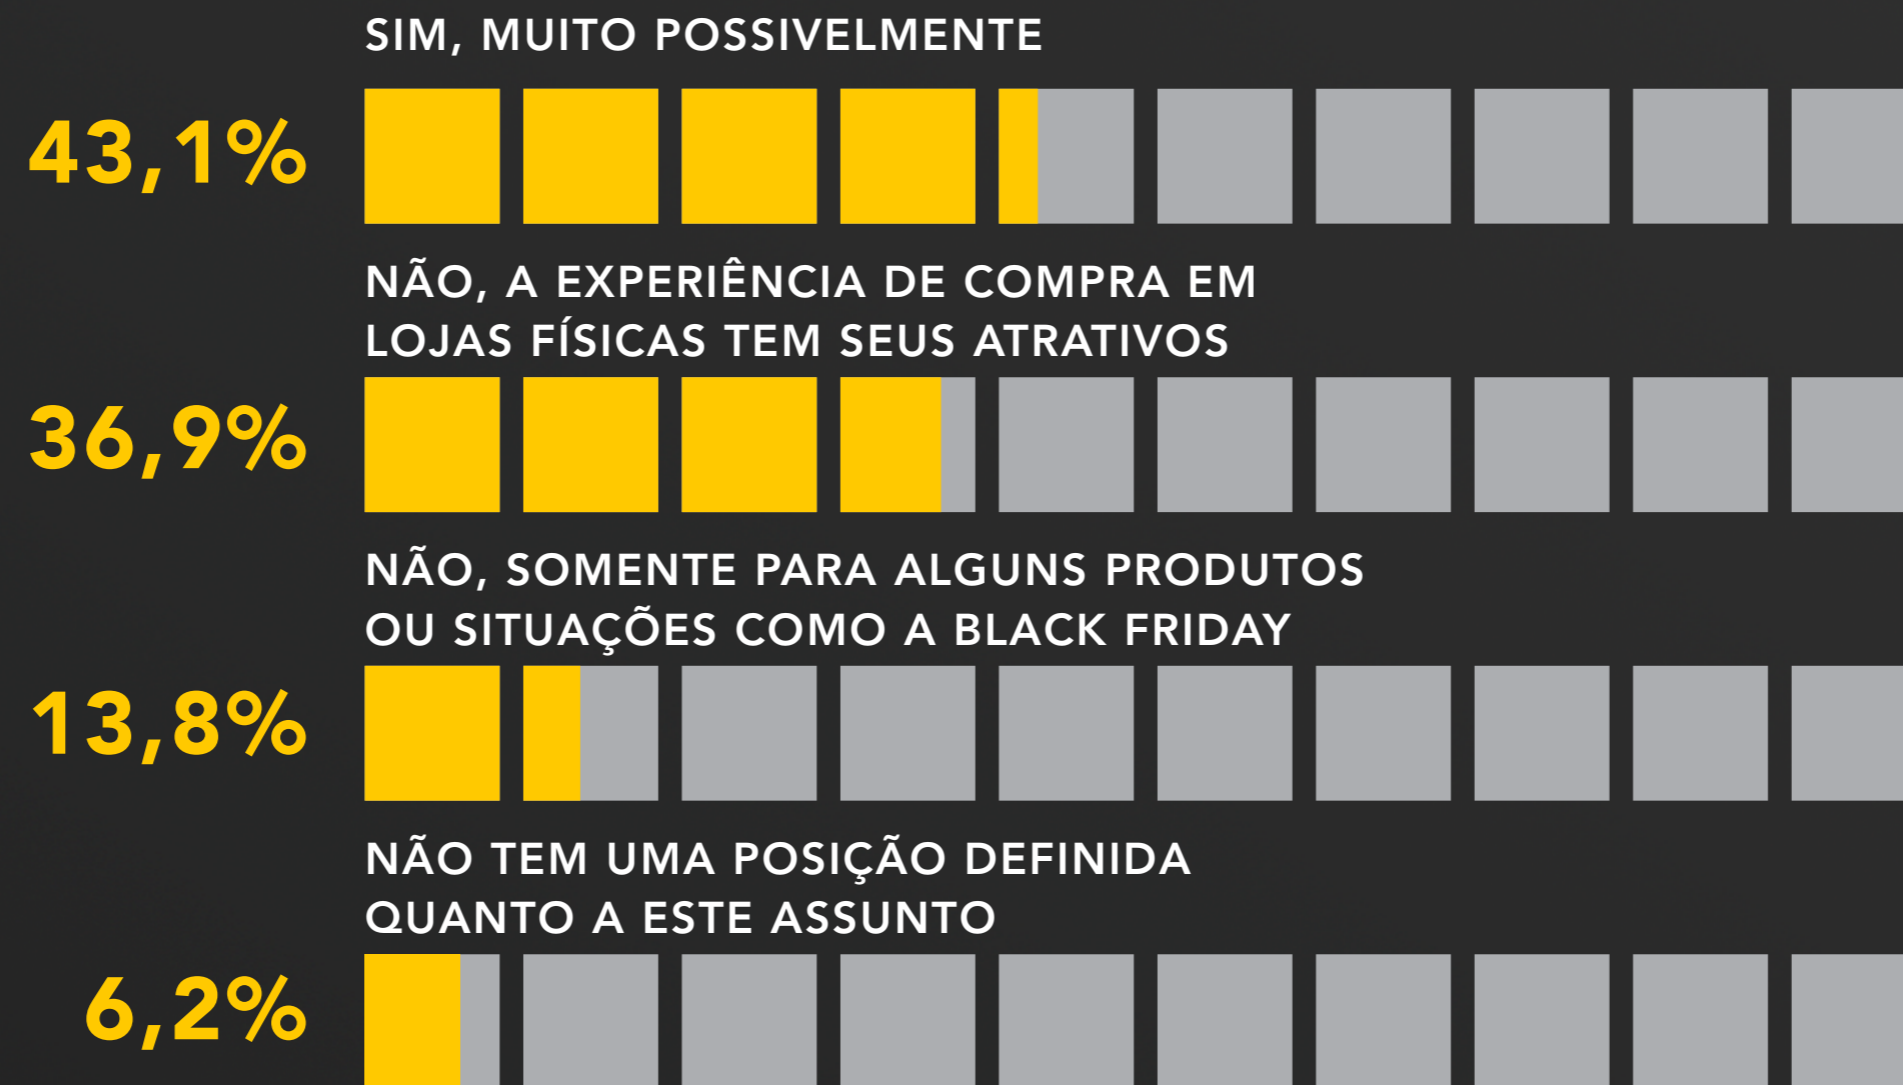 SIM, MUITO POSSIVELMENTE
43,1%
NÃO, A EXPERIÊNCIA DE COMPRA EM
LOJAS FÍSICAS TEM SEUS ATRATIVOS
36,9%
NÃO, SOMENTE PARA ALGUNS PRODUTOS
OU SITUAÇÕES COMO A BLACK FRIDAY
13,8%
NÃO TEM UMA POSIÇÃO DEFINIDA
QUANTO A ESTE ASSUNTO
6,2%